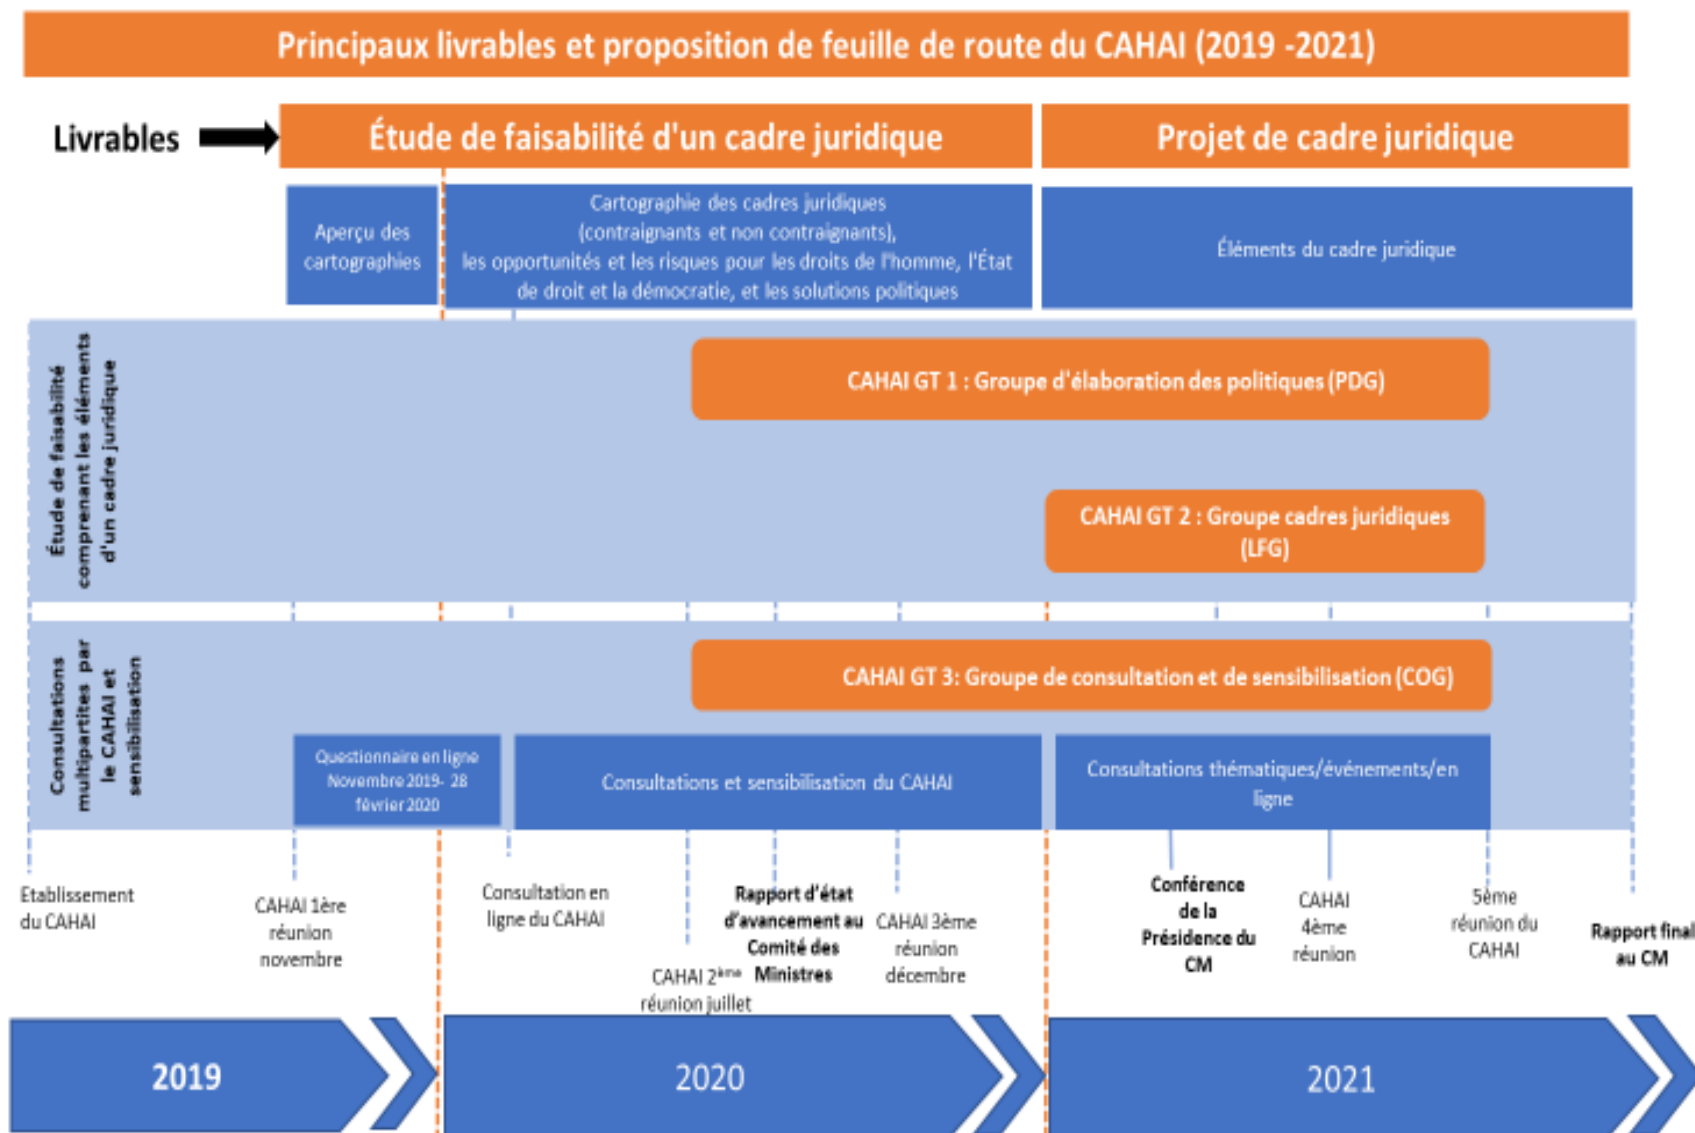 Principaux livrables et proposition de feuille de route du CAHAI (2019 -2021)
Livrables
Étude de faisabilité d'un cadre juridique
Projet de cadre juridique
Aperçu des
cartographies
Cartographie des cadres juridiques
(contraignants et non contraignants),
les opportunités et les risques pour les droits de l'homme, l'État
de droit et la démocratie, et les solutions politiques
Éléments du cadre juridique
Étude de faisabilité
comprenant les éléments
d'un cadre juridique
CAHAI GT 1 : Groupe d'élaboration des politiques (PDG)
CAHAI GT 2 : Groupe cadres juridiques
(LFG)
Consultations
multipartites par
le CAHAI et
sensibilisation
CAHAI GT 3: Groupe de consultation et de sensibilisation (COG)
Questionnaire en ligne
Novembre 2019- 28
février 2020
Consultations et sensibilisation du CAHAI
Consultations thématiques/événements/en
ligne
Etablissement
du CAHAI
CAHAI 1ère
réunion
novembre
Consultation en
ligne du CAHAI
CAHAI 2ème
réunion juillet
Rapport d'état
d'avancement au
Comité des
Ministres
CAHAI 3ème
réunion
décembre
Conférence
de la
Présidence du
CM
CAHAI
4ème
réunion
5ème
réunion du
CAHAI
Rapport final
au CM
2019
2020
2021